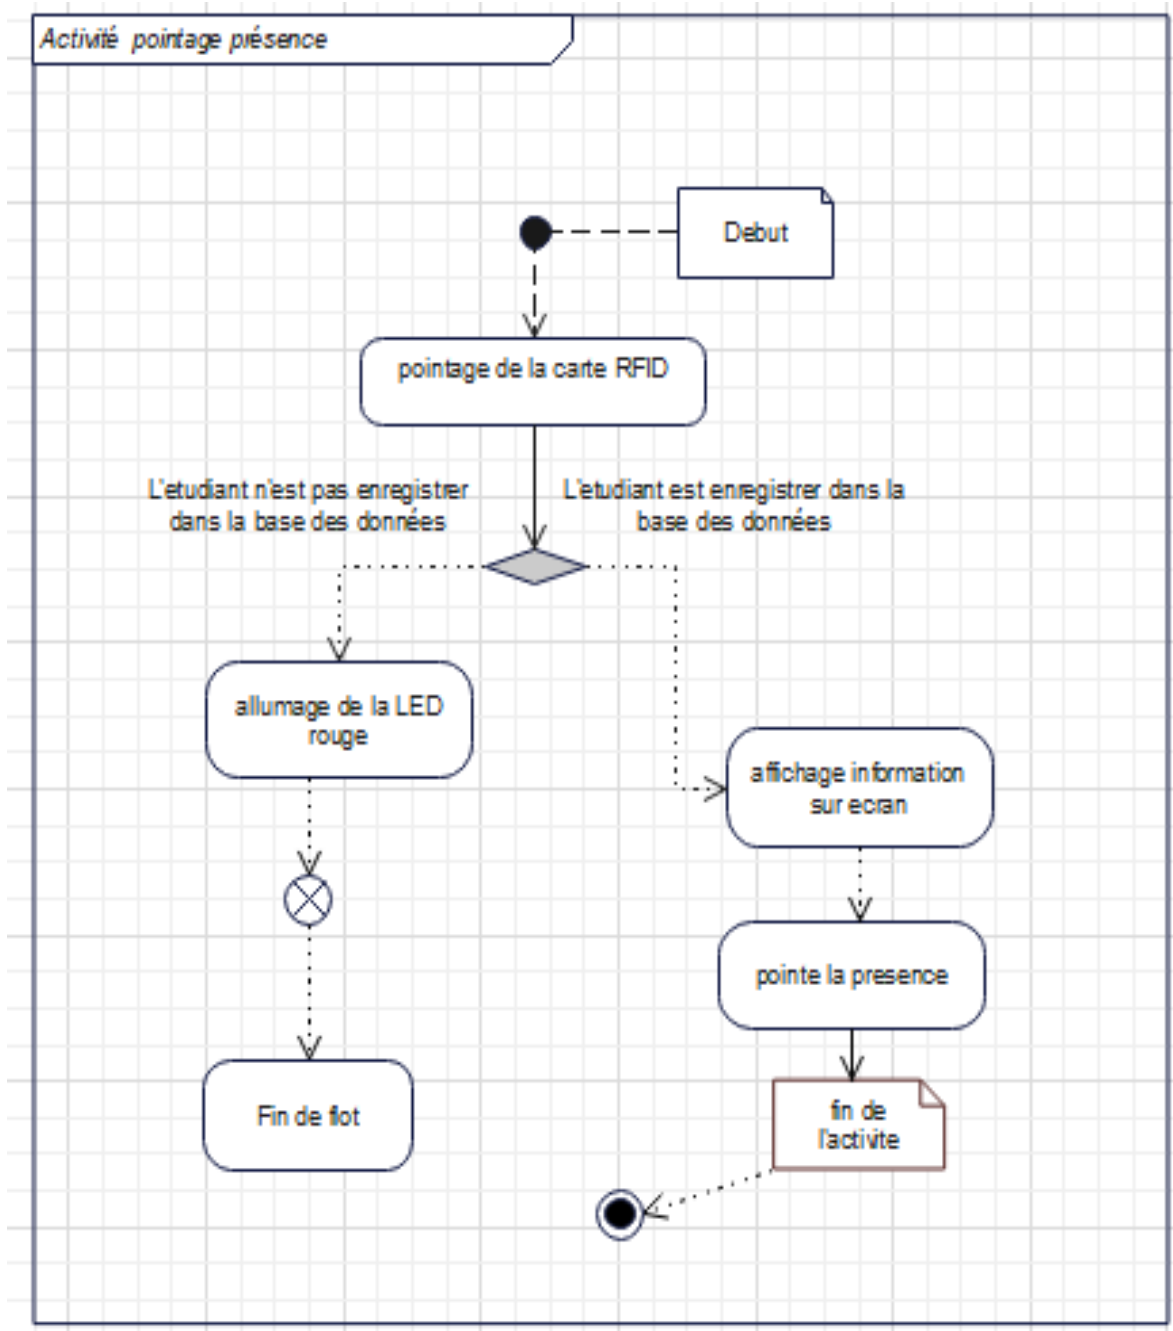 Activité pointage présence
Debut
pointage de la carte RFID
L'etudiant n'est pas enregistrer
dans la base des données
L'etudiant est enregistrer dans la
base des données
allumage de la LED
rouge
affichage information
sur ecran
pointe la presence
Fin de flot
fin de
l'activite